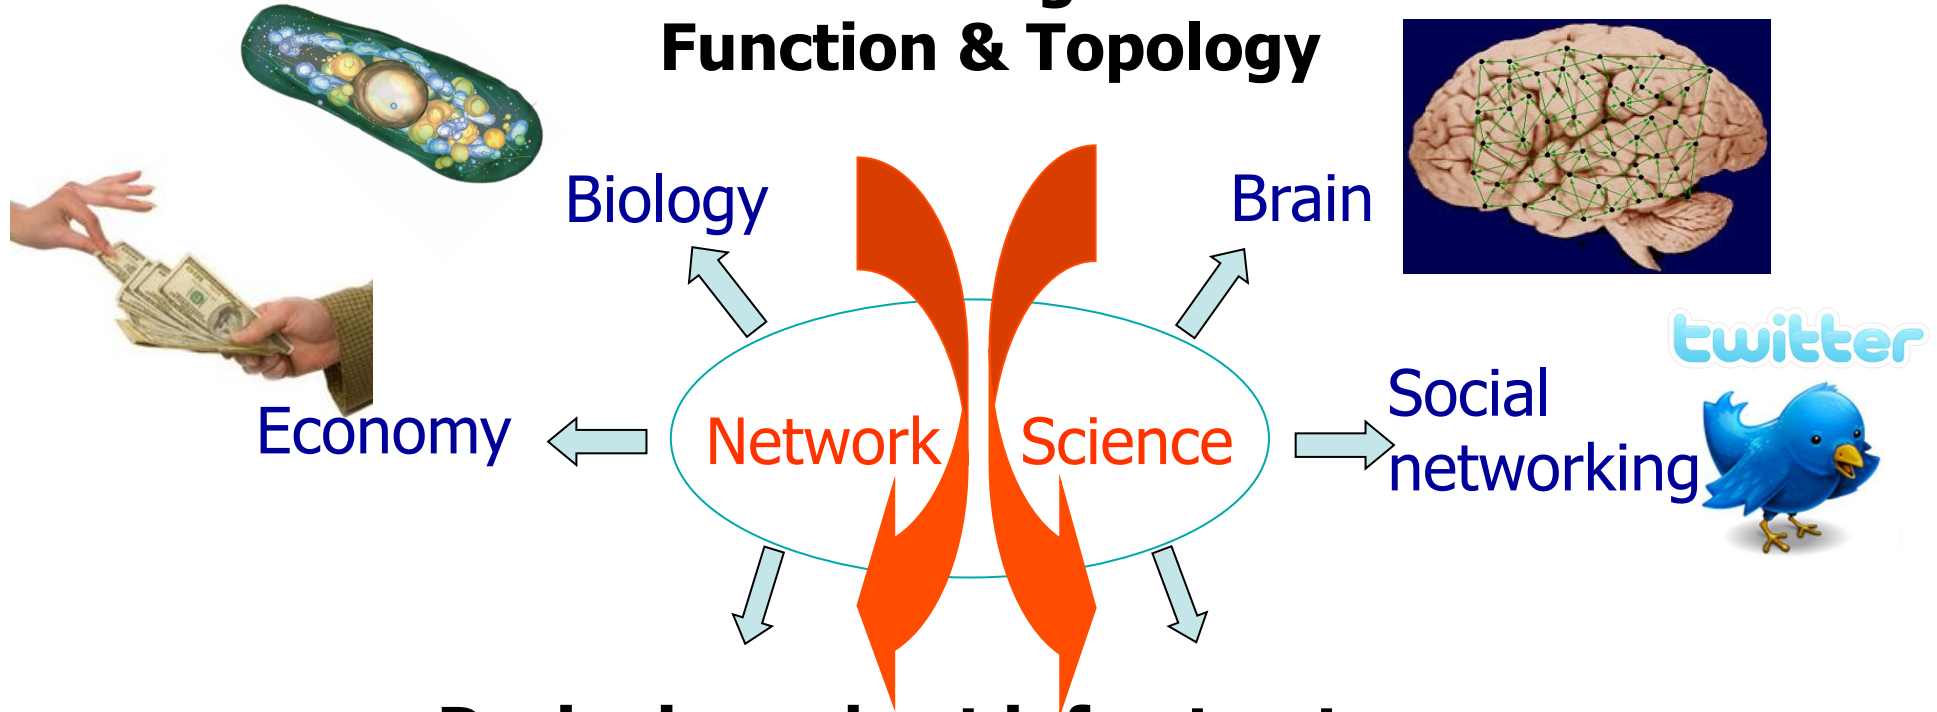 Function & Topology
Biology
Brain
twitter
Economy
Network Science
Social
networking